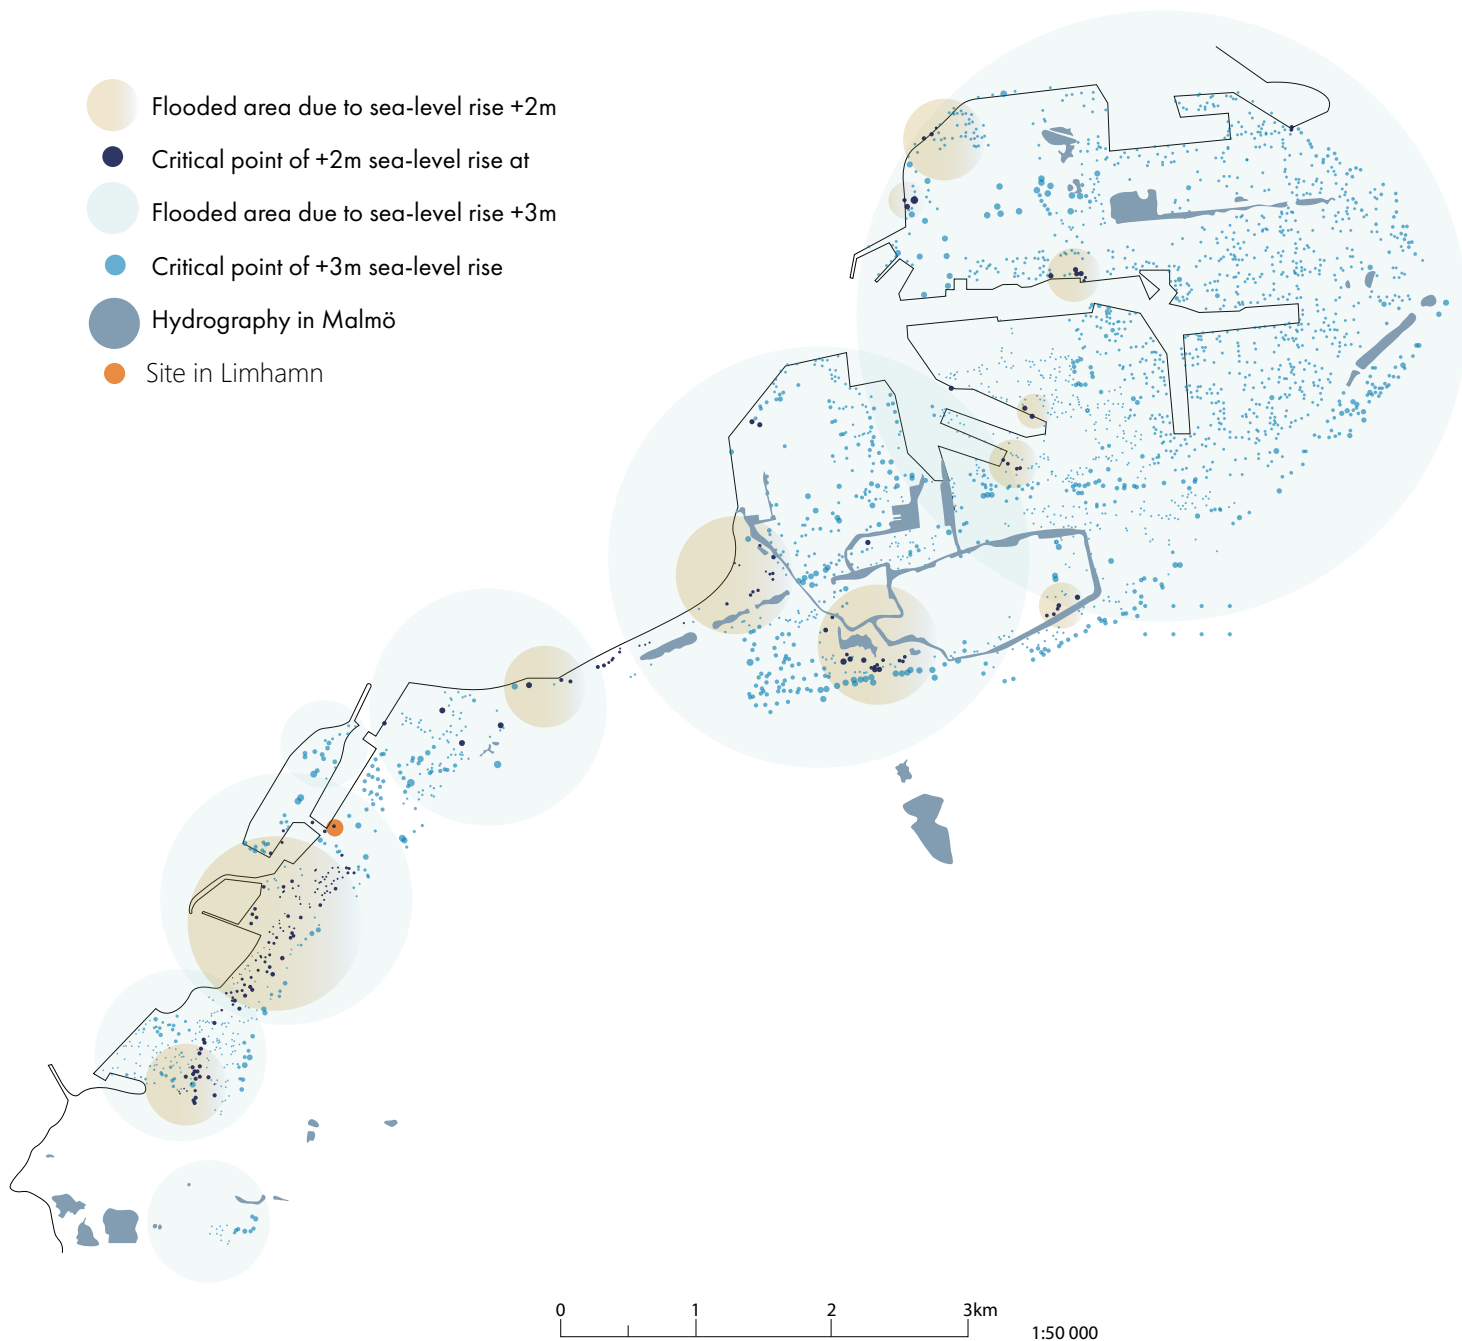 Flooded area due to sea-level rise +2m
Critical point of +2m sea-level rise at
Flooded area due to sea-level rise +3m
Critical point of +3m sea-level rise
Hydrography in Malmö
Site in Limhamn
0 1 2 3km
1:50 000